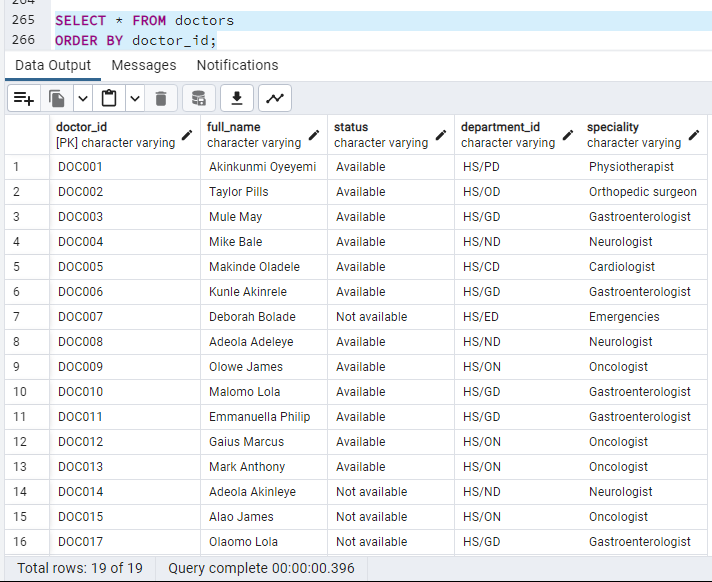 264
265 SELECT * FROM doctors
266 ORDER BY doctor_id;
Data Output Messages Notifications
doctor_id full_name status department_id speciality
[PK] character varying character varying character varying character varying character varying
1 DOC001 Akinkunmi Oyeyemi Available HS/PD Physiotherapist
2 DOC002 Taylor Pills Available HS/OD Orthopedic surgeon
3 DOC003 Mule May Available HS/GD Gastroenterologist
4 DOC004 Mike Bale Available HS/ND Neurologist
5 DOC005 Makinde Oladele Available HS/CD Cardiologist
6 DOC006 Kunle Akinrele Available HS/GD Gastroenterologist
7 DOC007 Deborah Bolade Not available HS/ED Emergencies
8 DOC008 Adeola Adeleye Available HS/ND Neurologist
9 DOC009 Olowe James Available HS/ON Oncologist
10 DOC010 Malomo Lola Available HS/GD Gastroenterologist
11 DOC011 Emmanuella Philip Available HS/GD Gastroenterologist
12 DOC012 Gaius Marcus Available HS/ON Oncologist
13 DOC013 Mark Anthony Available HS/ON Oncologist
14 DOC014 Adeola Akinleye Not available HS/ND Neurologist
15 DOC015 Alao James Not available HS/ON Oncologist
16 DOC017 Olaomo Lola Not available HS/GD Gastroenterologist
Total rows: 19 of 19 Query complete 00:00:00.396